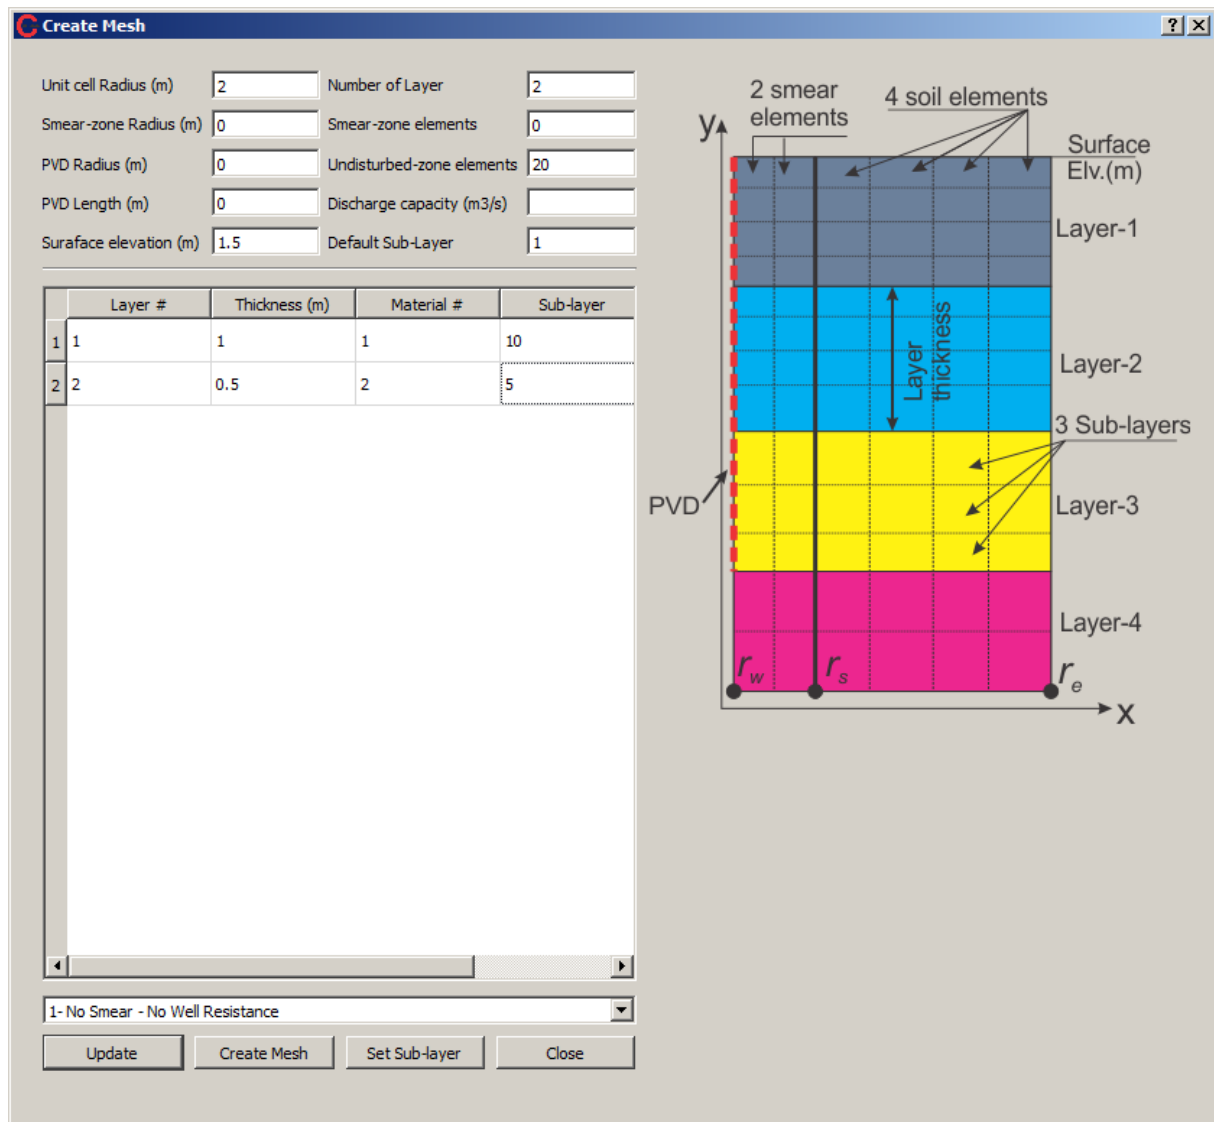 Create Mesh
Unit cell Radius (m) 2 Number of Layer 2
Smear-zone Radius (m) 0 Smear-zone elements 0
PVD Radius (m) 0 Undisturbed-zone elements 20
PVD Length (m) 0 Discharge capacity (m3/s)
Suraface elevation (m) 1.5 Default Sub-Layer 1
Layer # Thickness (m) Material # Sub-layer
1 1 1 1 10
2 2 0.5 2 5
1- No Smear - No Well Resistance
Update Create Mesh Set Sub-layer Close
2 smear
elements
4 soil elements
y
Surface
Elv.(m)
Layer-1
Layer
thickness
Layer-2
3 Sub-layers
PVD
Layer-3
Layer-4
rw rs re
x